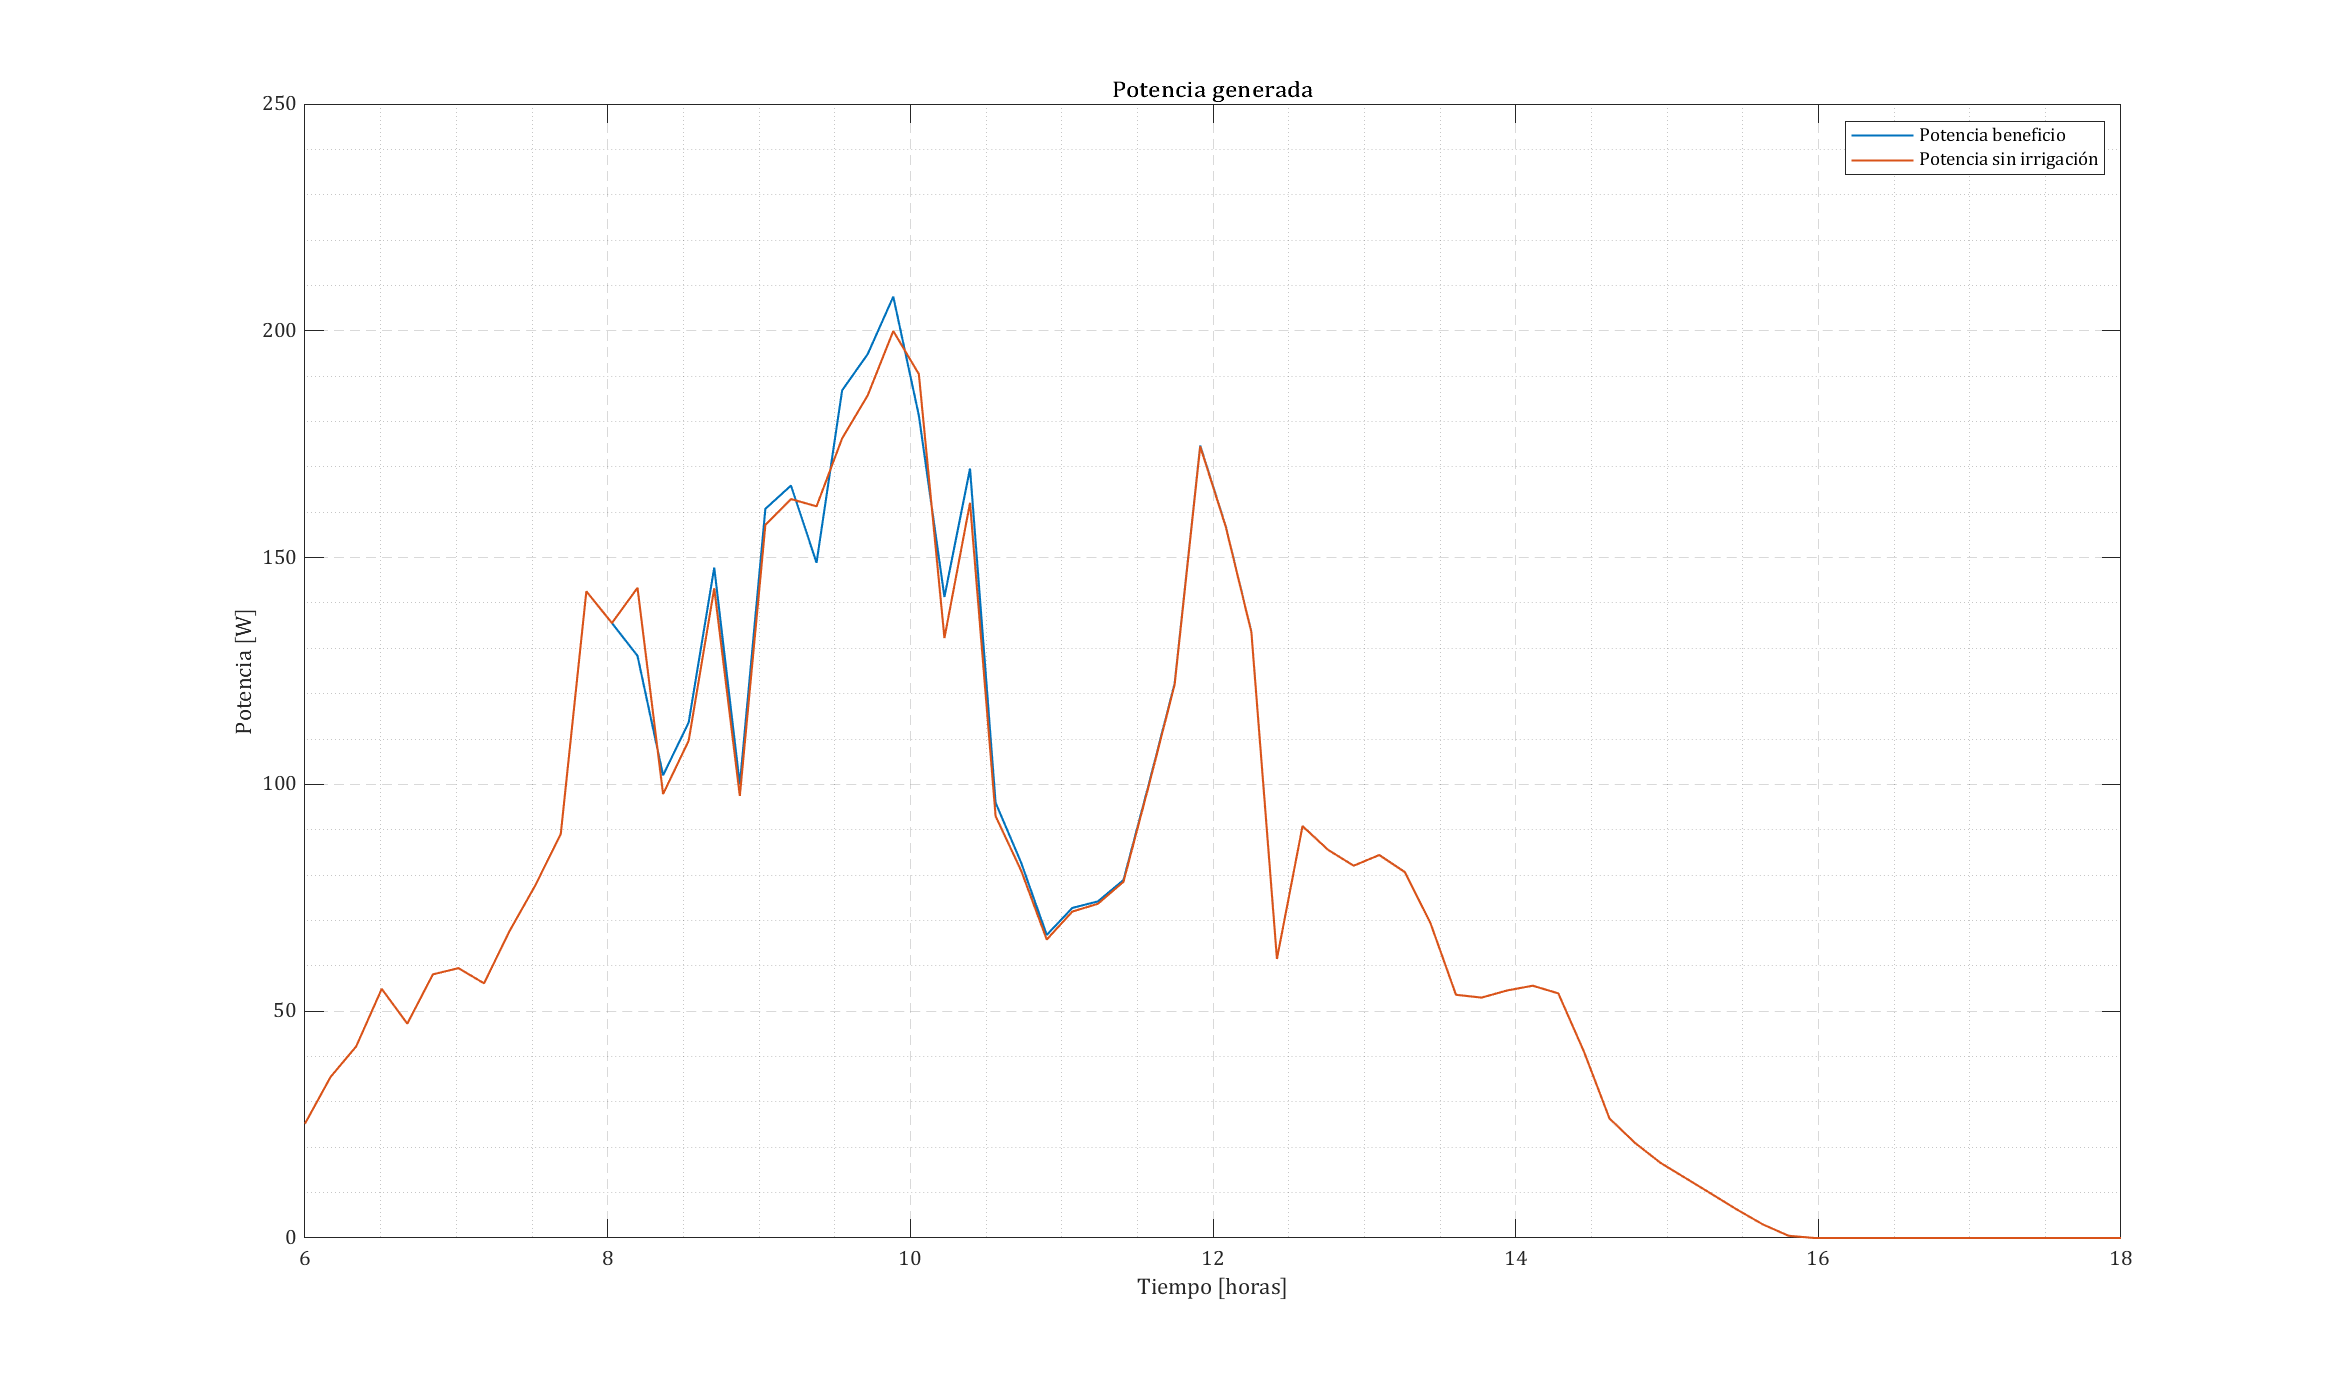 Potencia generada
250
200
150
100
50
0
Potencia [W]
Potencia beneficio
Potencia sin irrigación
6 8 10 12 14 16 18
Tiempo [horas]